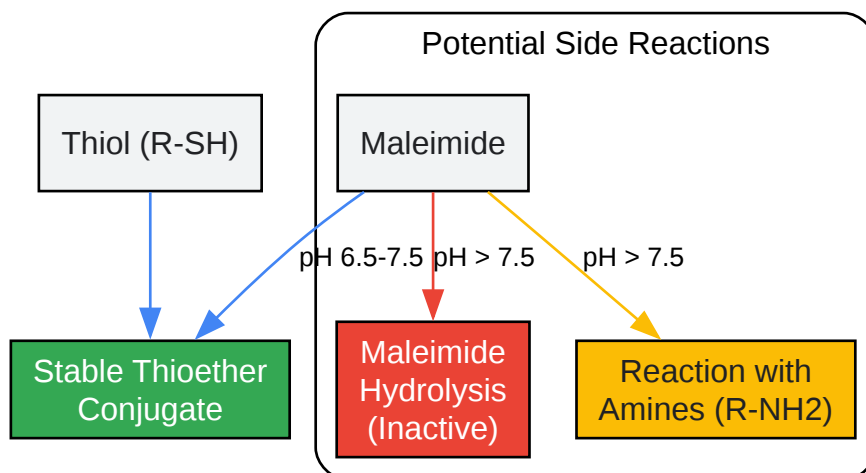 Potential Side Reactions
Thiol (R-SH)
Maleimide
pH 6.5-7.5
pH > 7.5
pH > 7.5
Stable Thioether
Conjugate
Maleimide
Hydrolysis
(Inactive)
Reaction with
Amines (R-NH2)